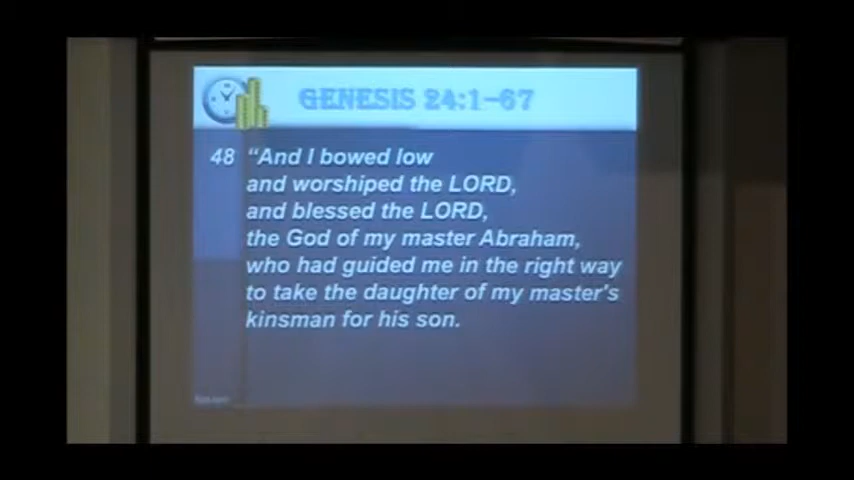 GENESIS 24:1-67
48 "And I bowed low
and worshiped the LORD,
and blessed the LORD,
the God of my master Abraham,
who had guided me in the right way
to take the daughter of my master's
kinsman for his son.